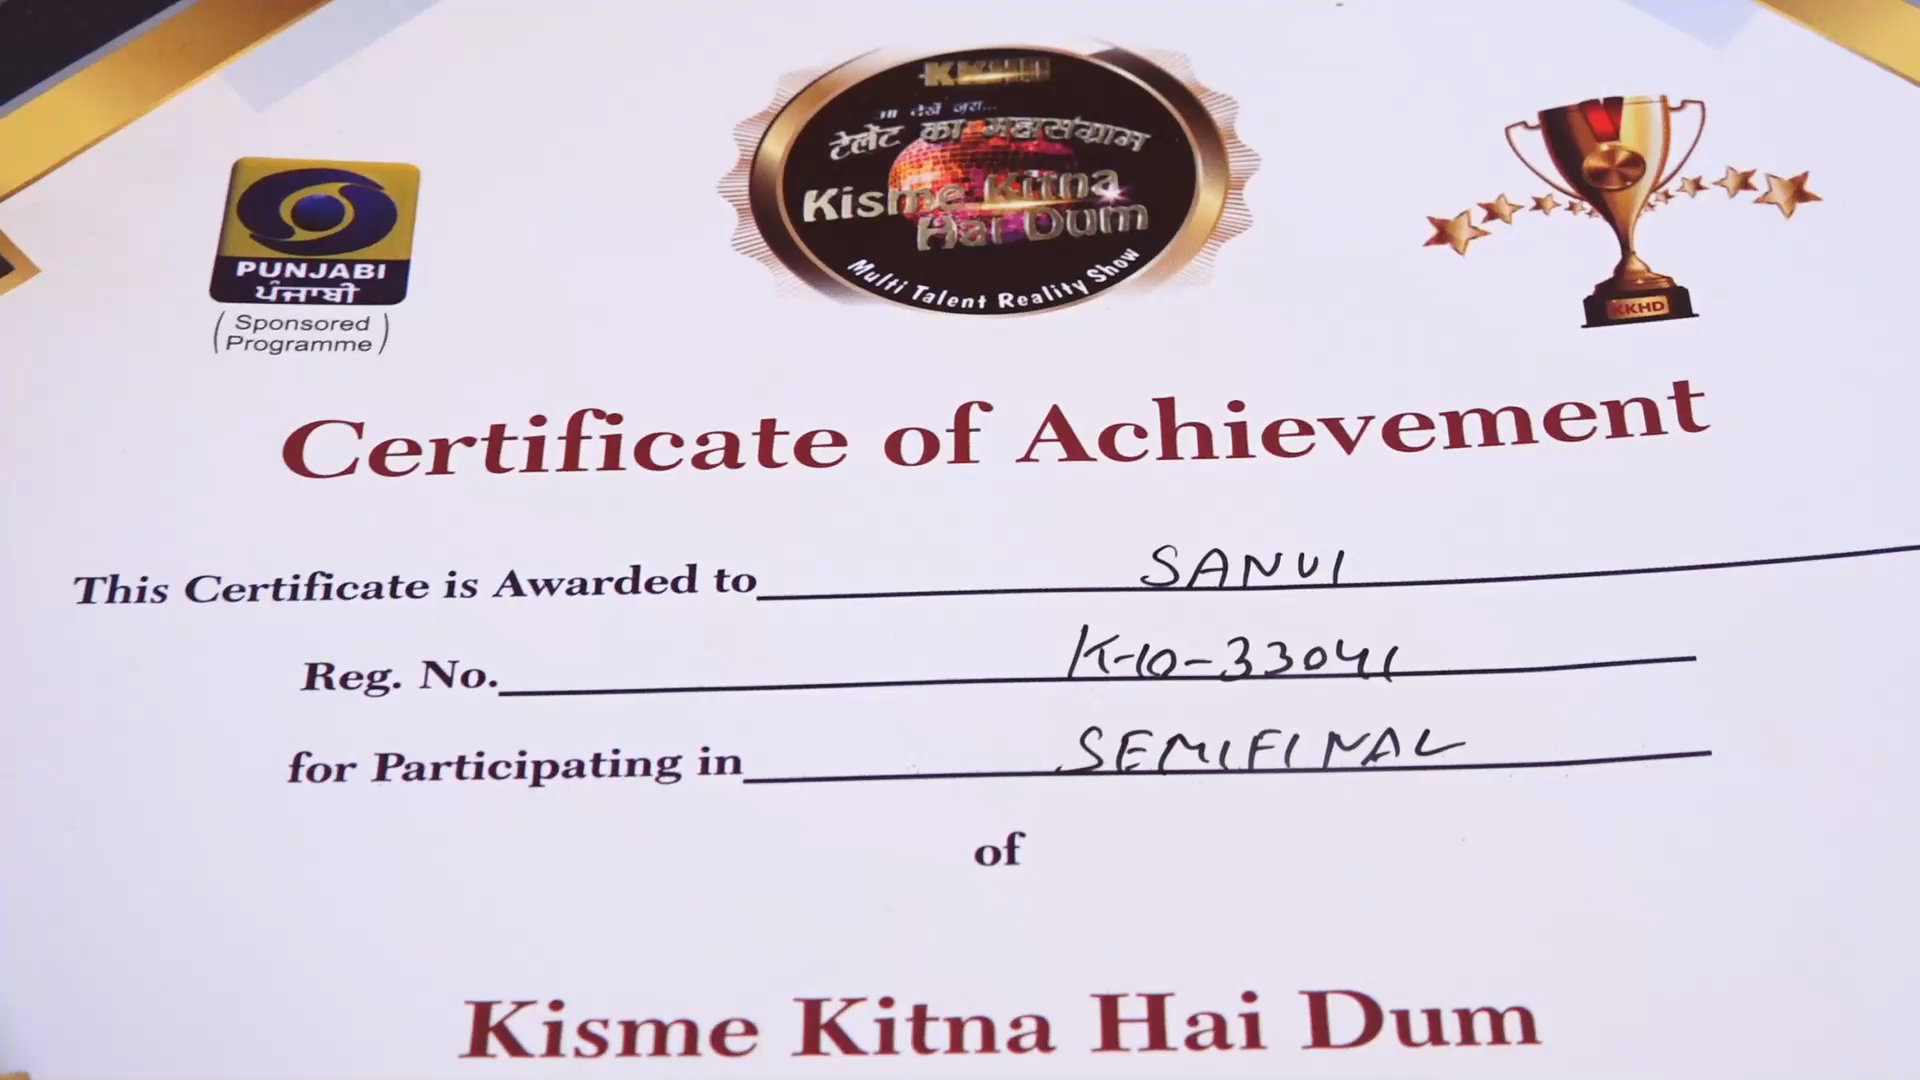 KKHD
आ देखें ज़रा...
टेलेंट का महासंग्राम
Kisme Kitna
Hai Dum
Multi Talent Reality Show
PUNJABI
ਪੰਜਾਬੀ
(Sponsored Programme)
KKHD
Certificate of Achievement
This Certificate is Awarded to SANVI
Reg. No. K-10-33041
for Participating in SEMIFINAL
of
Kisme Kitna Hai Dum